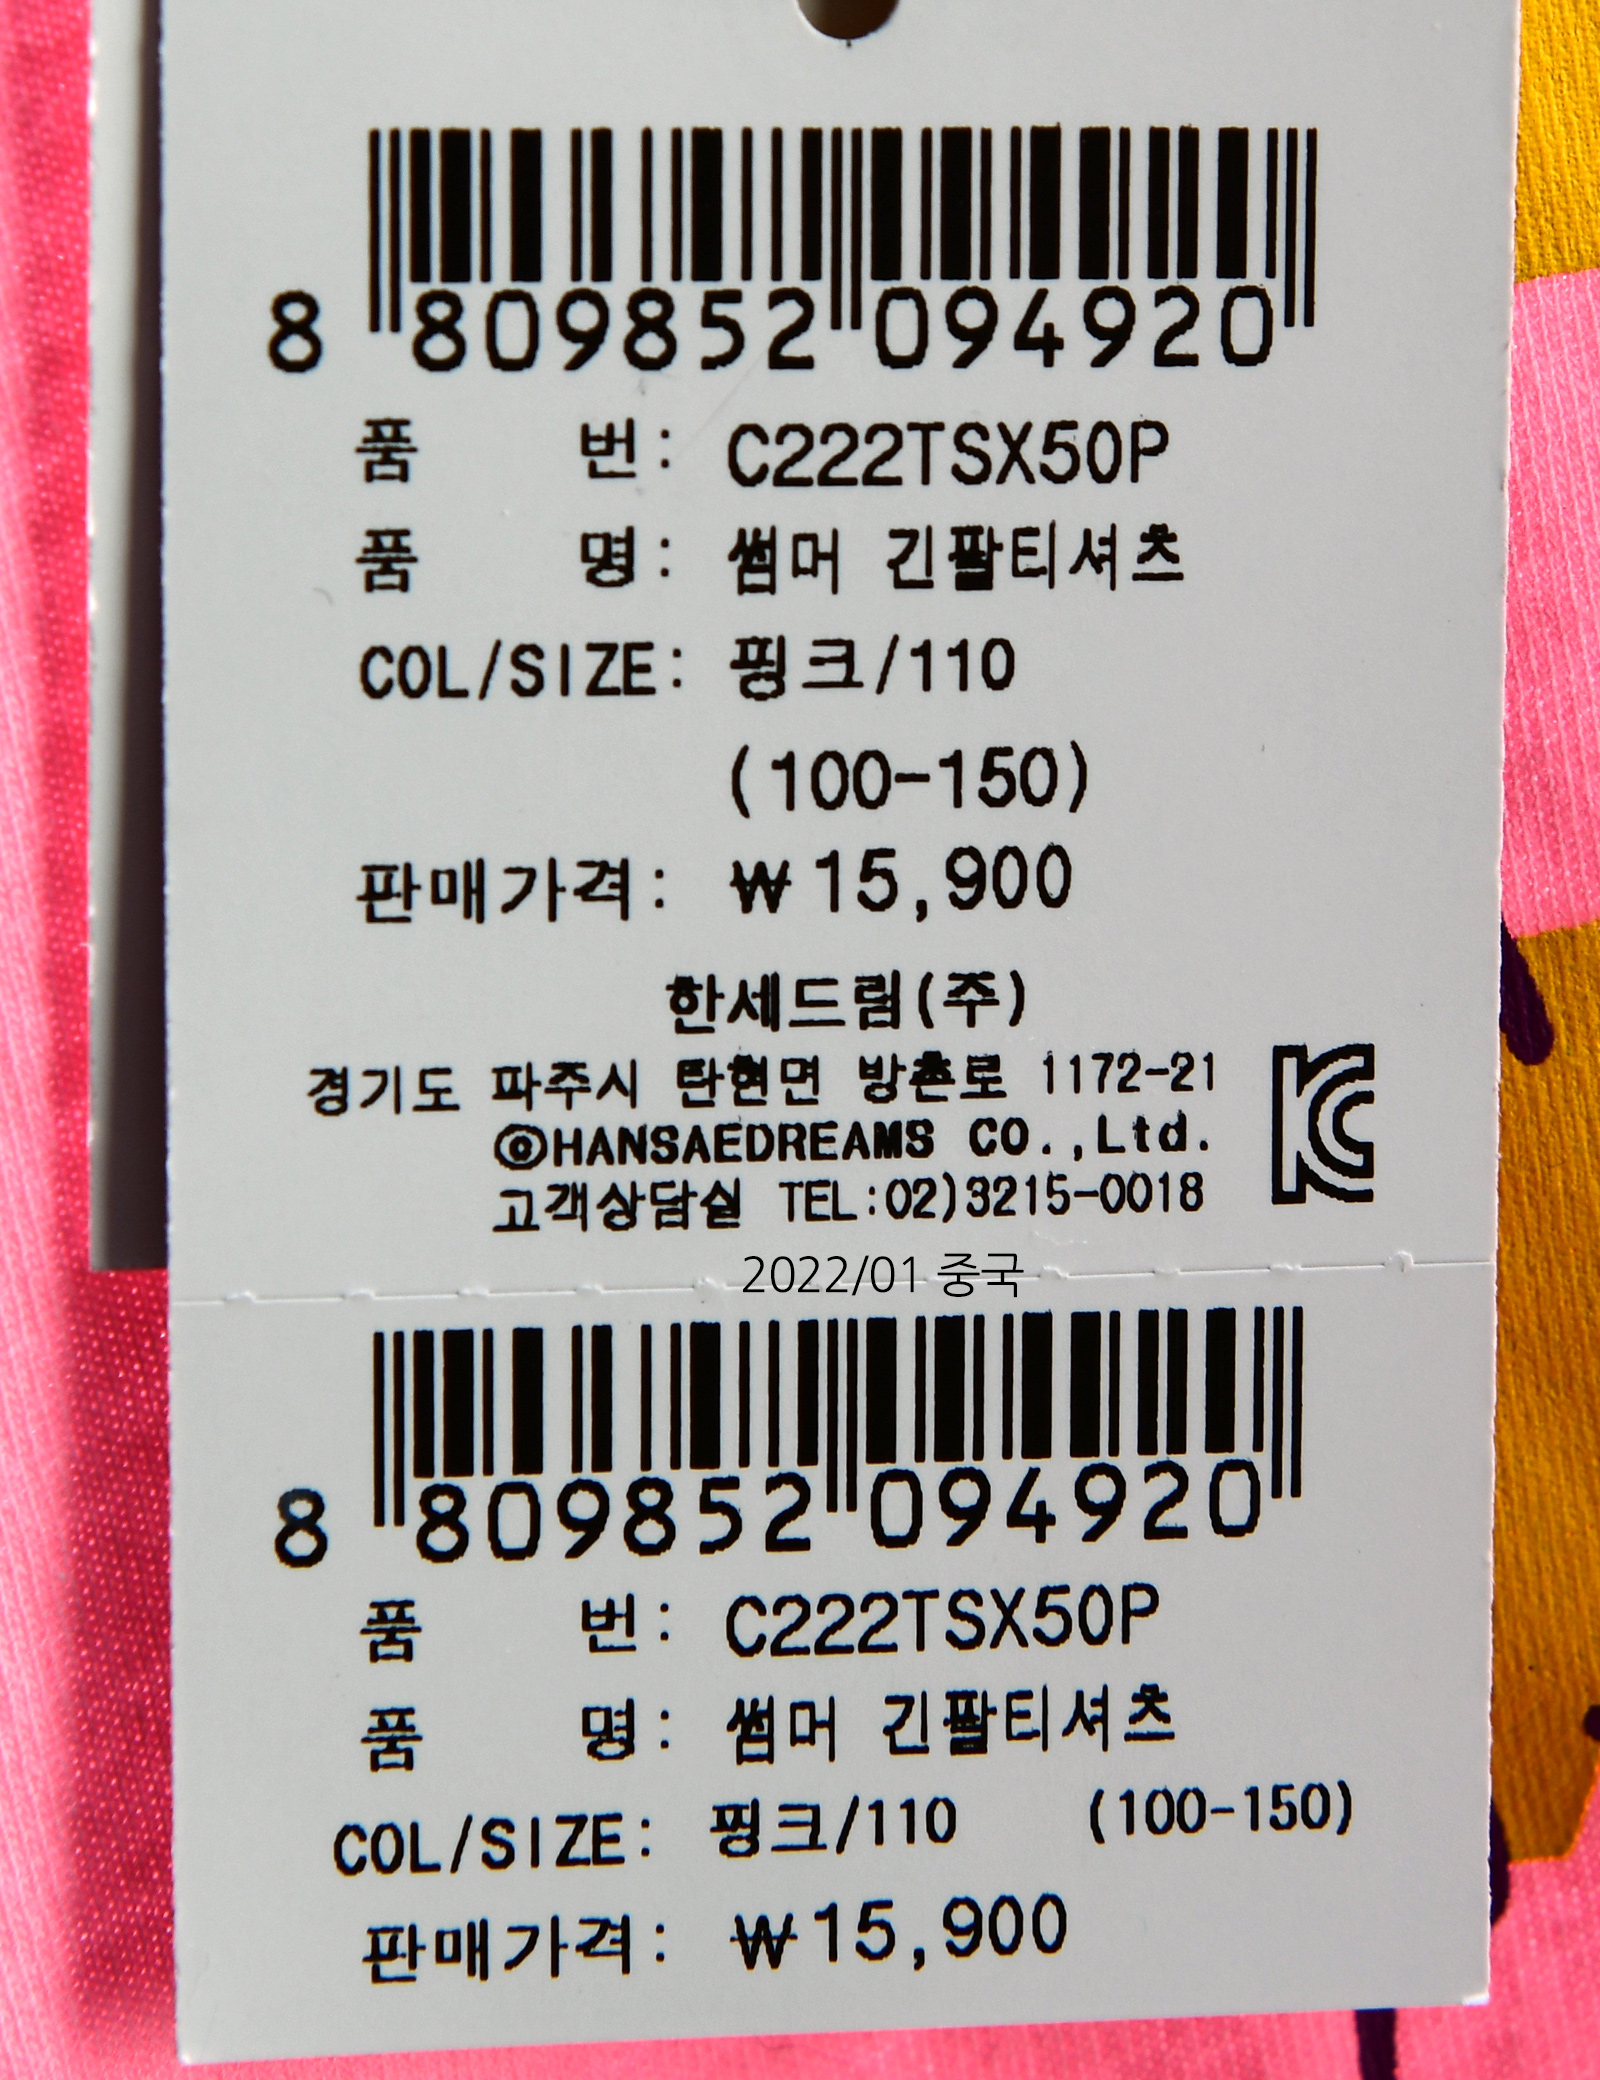 8 809852 094920
품 번: C222TSX50P
품 명: 썸머 긴팔티셔츠
COL/SIZE: 핑크/110
(100-150)
판매가격: ₩15,900
한세드림(주)
경기도 파주시 탄현면 방촌로 1172-21
©HANSAEDREAMS CO.,Ltd.
고객상담실 TEL:02)3215-0018
KC
2022/01 중국
8 809852 094920
품 번: C222TSX50P
품 명: 썸머 긴팔티셔츠
COL/SIZE: 핑크/110 (100-150)
판매가격: ₩15,900